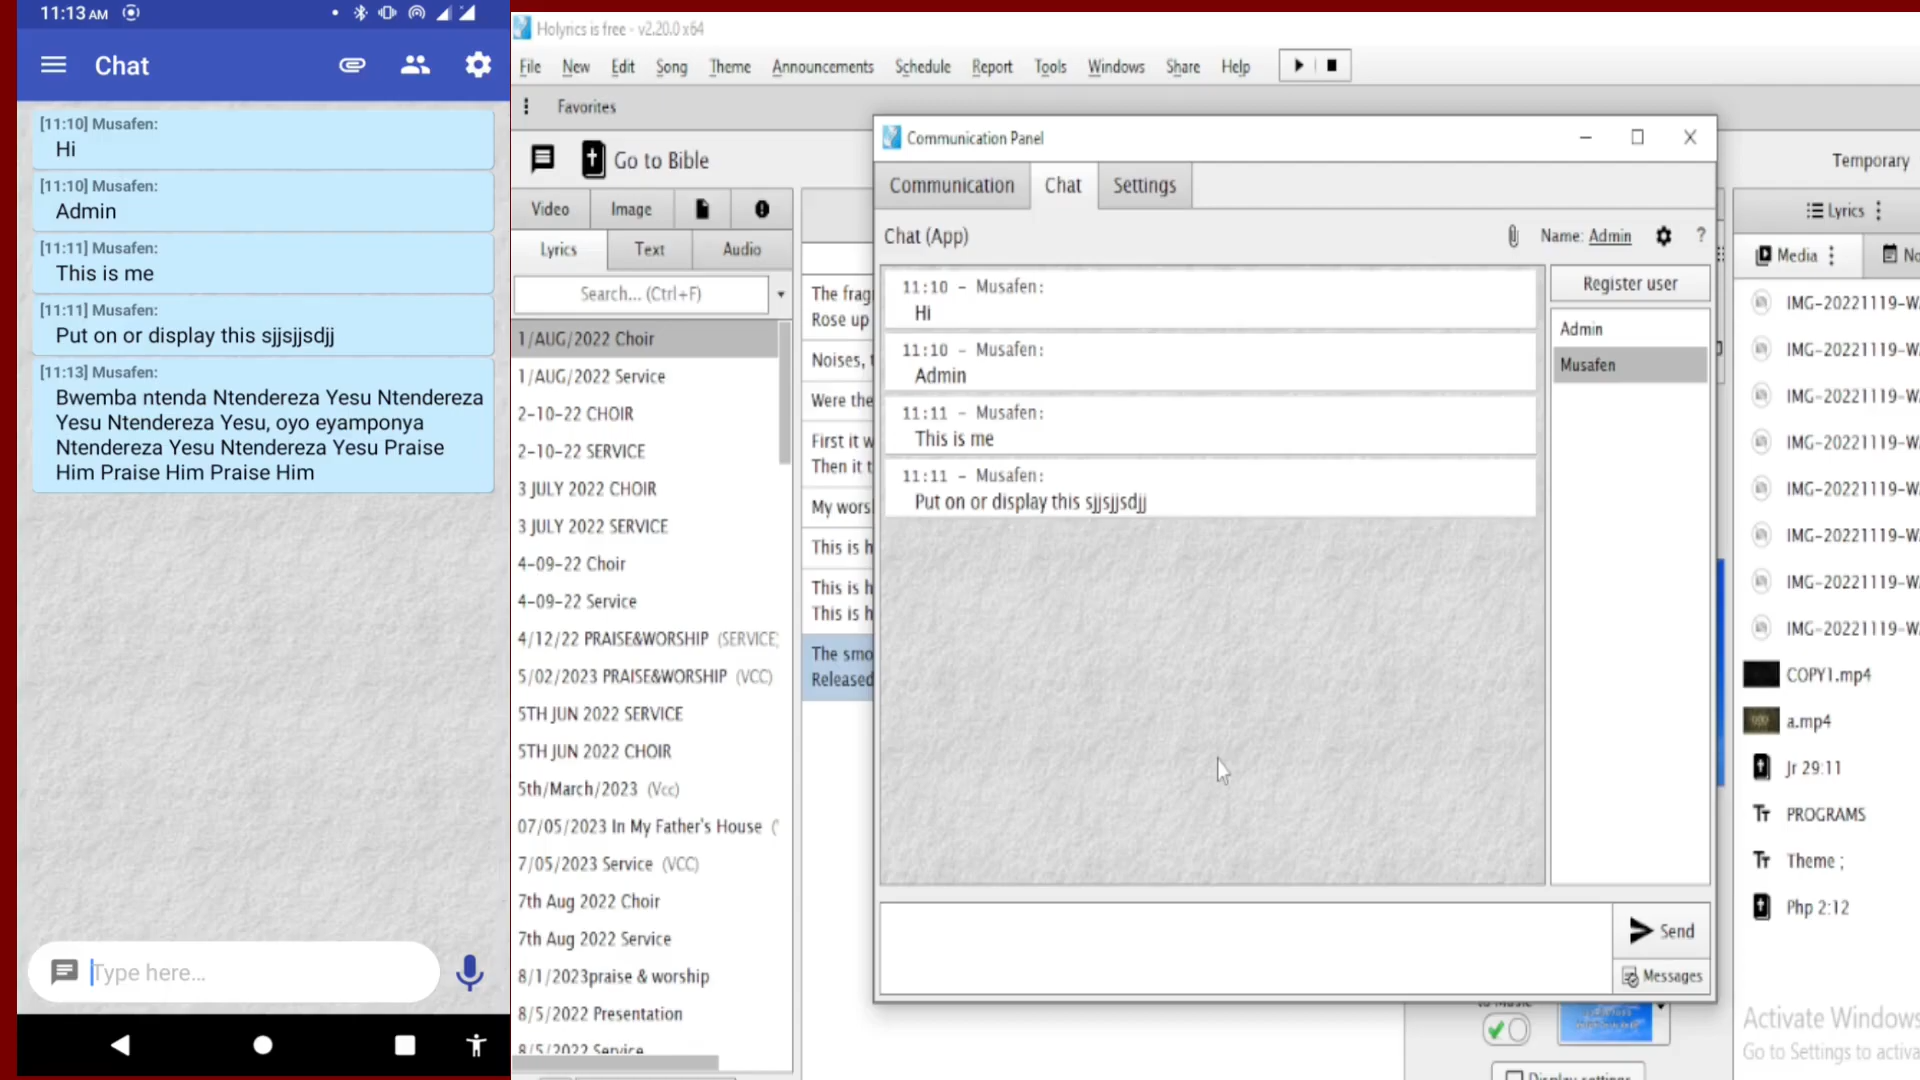 11:13 AM
Chat
[11:10] Musafen:
Hi
[11:10] Musafen:
Admin
[11:11] Musafen:
This is me
[11:11] Musafen:
Put on or display this sjjsjjsdjj
[11:13] Musafen:
Bwemba ntenda Ntendereza Yesu Ntendereza
Yesu Ntendereza Yesu, oyo eyamponya
Ntendereza Yesu Ntendereza Yesu Praise
Him Praise Him Praise Him
Type here...
Holyrics is free - v2.20.0 x64
File New Edit Song Theme Announcements Schedule Report Tools Windows Share Help
Favorites
Go to Bible
Video Image
Lyrics Text Audio
Search... (Ctrl+F)
1/AUG/2022 Choir
1/AUG/2022 Service
2-10-22 CHOIR
2-10-22 SERVICE
3 JULY 2022 CHOIR
3 JULY 2022 SERVICE
4-09-22 Choir
4-09-22 Service
4/12/22 PRAISE&WORSHIP (SERVICE
5/02/2023 PRAISE&WORSHIP (VCC)
5TH JUN 2022 SERVICE
5TH JUN 2022 CHOIR
5th/March/2023 (Vcc)
07/05/2023 In My Father's House (
7/05/2023 Service (VCC)
7th Aug 2022 Choir
7th Aug 2022 Service
8/1/2023praise & worship
8/5/2022 Presentation
8/5/2022 Service
The frag
Rose up
Noises,
Were the
First it w
Then it t
My wors
This is h
This is h
This is h
The smo
Released
Communication Panel
Communication Chat Settings
Chat (App)
Name: Admin ?
11:10 - Musafen:
Hi
11:10 - Musafen:
Admin
11:11 - Musafen:
This is me
11:11 - Musafen:
Put on or display this sjjsjjsdjj
Register user
Admin
Musafen
Send
Messages
Temporary
Lyrics
Media No
IMG-20221119-W
IMG-20221119-W
IMG-20221119-W
IMG-20221119-W
IMG-20221119-W
IMG-20221119-W
IMG-20221119-W
IMG-20221119-W
COPY1.mp4
a.mp4
Jr 29:11
Tт PROGRAMS
Tт Theme ;
Php 2:12
to Music
Display settings
Activate Windows
Go to Settings to activa